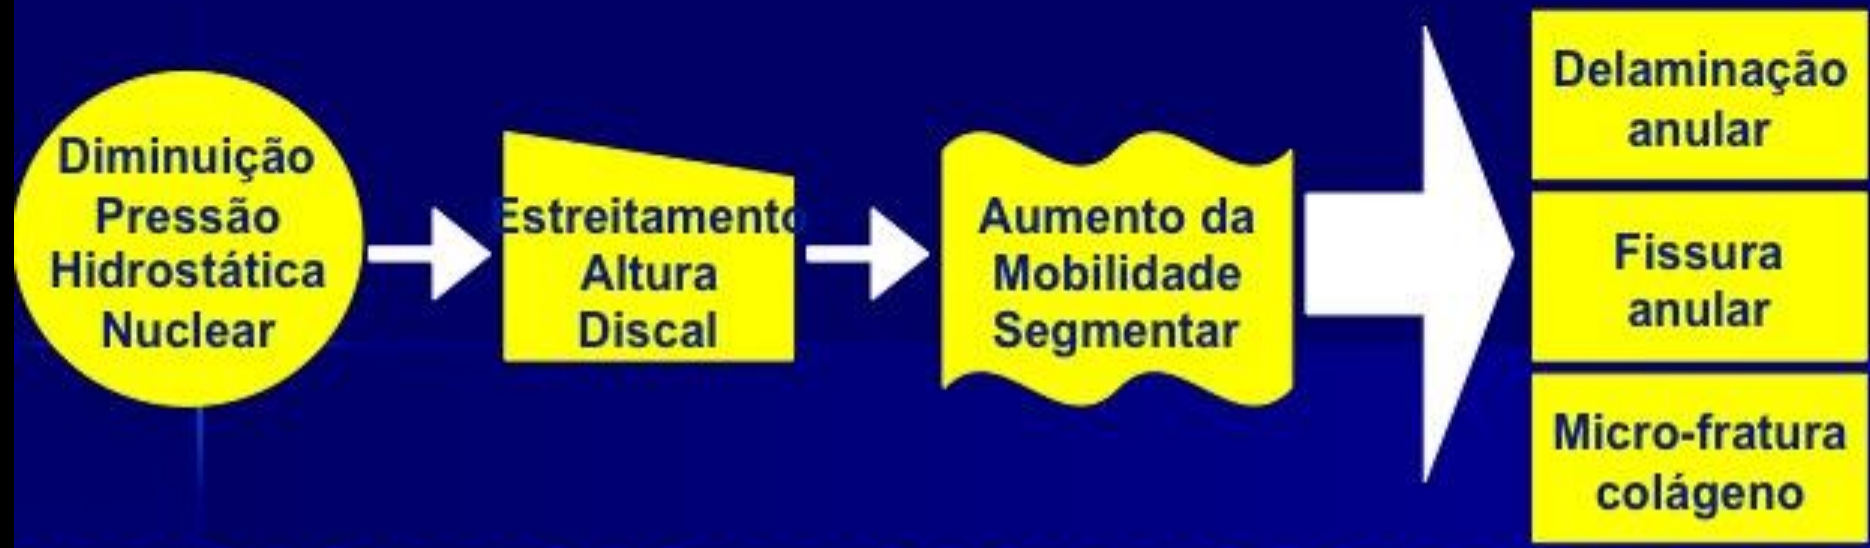 Diminuição
Pressão
Hidrostática
Nuclear
Estreitamento
Altura
Discal
Aumento da
Mobilidade
Segmentar
Delaminação
anular
Fissura
anular
Micro-fratura
colágeno